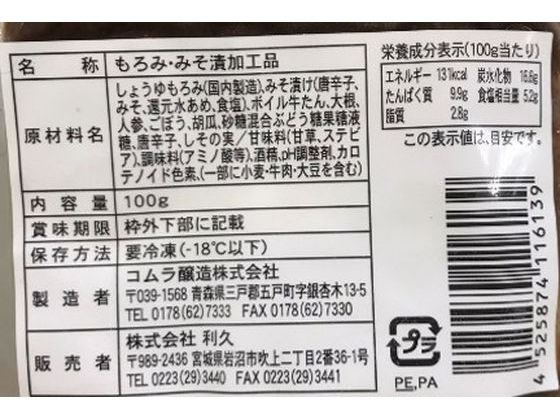 名称 もろみ・みそ漬加工品
原材料名 しょうゆもろみ(国内製造)、みそ漬け(唐辛子、
みそ、還元水あめ、食塩)、ボイル牛たん、大根、
人参、ごぼう、胡瓜、砂糖混合ぶどう糖果糖液
糖、唐辛子、しその実/甘味料(甘草、ステビ
ア)、調味料(アミノ酸等)、酒精、pH調整剤、カロ
テノイド色素、(一部に小麦・牛肉・大豆を含む)
内容量 100g
賞味期限 枠外下部に記載
保存方法 要冷凍(-18℃以下)
製造者 コムラ醸造株式会社
〒039-1568 青森県三戸郡五戸町字銀杏木13-5
TEL 0178(62)7333 FAX 0178(62)7330
販売者 株式会社 利久
〒989-2436 宮城県岩沼市吹上二丁目2番36-1号
TEL 0223(29)3440 FAX 0223(29)3441
栄養成分表示(100g当たり)
エネルギー 131kcal 炭水化物 16.6g
たんぱく質 9.9g 食塩相当量 5.2g
脂質 2.8g
この表示値は、目安です。
4525874116139
プラ
PE,PA